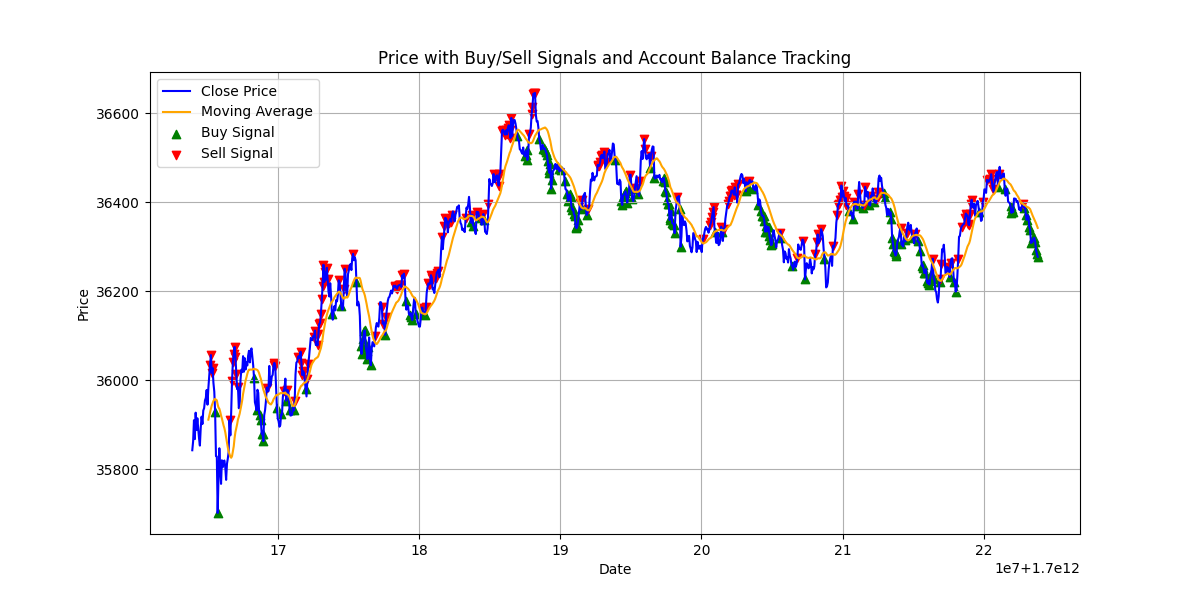 Price with Buy/Sell Signals and Account Balance Tracking
Close Price
Moving Average
Buy Signal
Sell Signal
Price
36600
36400
36200
36000
35800
17 18 19 20 21 22
Date
1e7+1.7e12